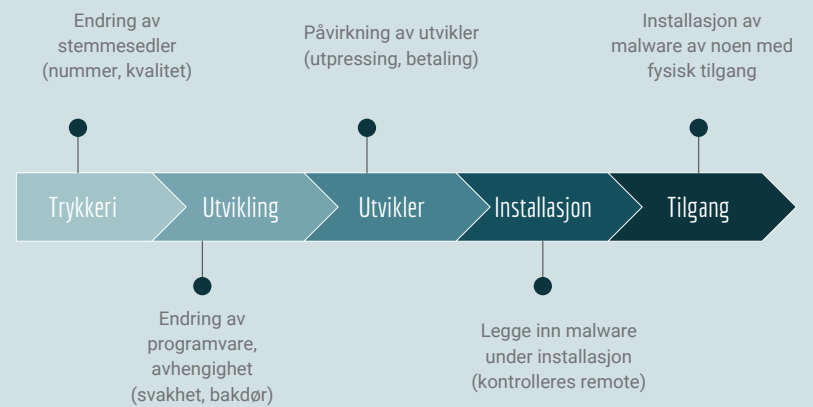 Endring av
stemmesedler
(nummer, kvalitet)
Påvirkning av utvikler
(utpressing, betaling)
Installasjon av
malware av noen med
fysisk tilgang
Trykkeri
Utvikling
Utvikler
Installasjon
Tilgang
Endring av
programvare,
avhengighet
(svakhet, bakdør)
Legge inn malware
under installasjon
(kontrolleres remote)